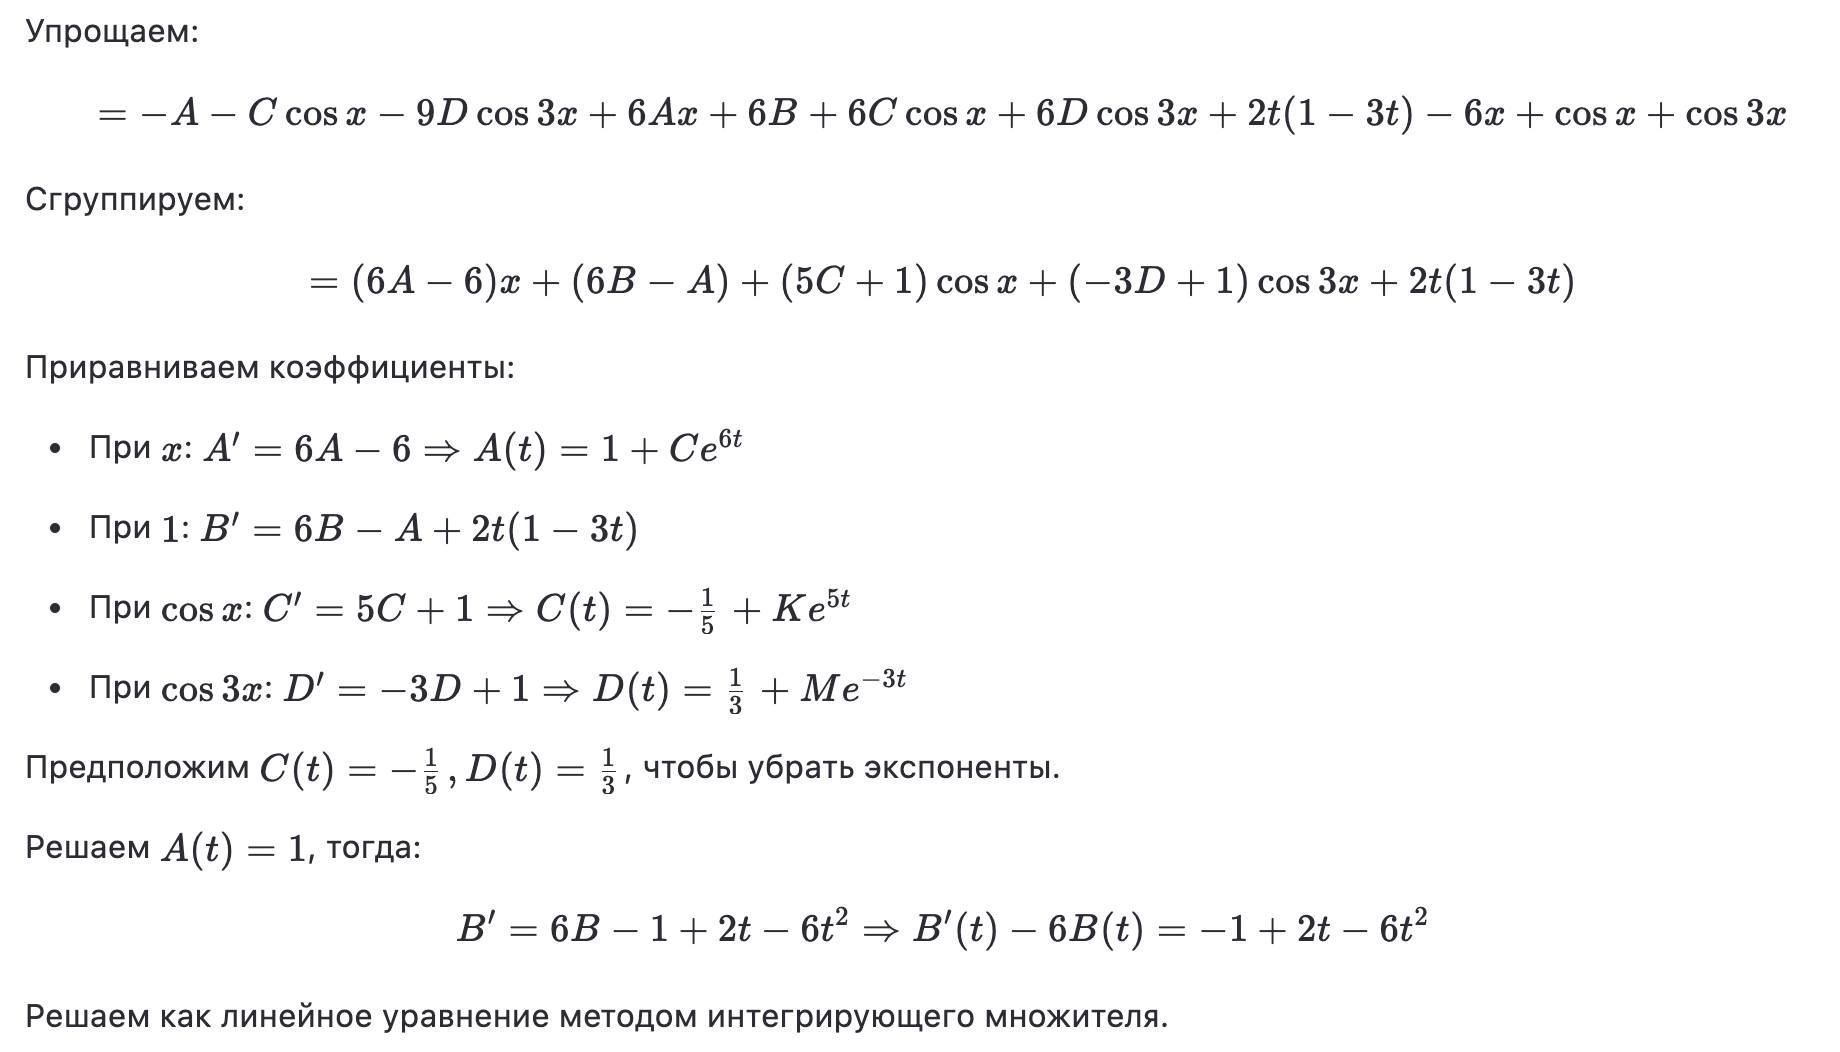 Упрощаем:
= −A − C cos x − 9D cos 3x + 6Ax + 6B + 6C cos x + 6D cos 3x + 2t(1 − 3t) − 6x + cos x + cos 3x
Сгруппируем:
= (6A − 6)x + (6B − A) + (5C + 1) cos x + (−3D + 1) cos 3x + 2t(1 − 3t)
Приравниваем коэффициенты:
• При x: A′ = 6A − 6 ⇒ A(t) = 1 + Ce^{6t}
• При 1: B′ = 6B − A + 2t(1 − 3t)
• При cos x: C′ = 5C + 1 ⇒ C(t) = −\frac{1}{5} + Ke^{5t}
• При cos 3x: D′ = −3D + 1 ⇒ D(t) = \frac{1}{3} + Me^{−3t}
Предположим C(t) = −\frac{1}{5}, D(t) = \frac{1}{3}, чтобы убрать экспоненты.
Решаем A(t) = 1, тогда:
B′ = 6B − 1 + 2t − 6t² ⇒ B′(t) − 6B(t) = −1 + 2t − 6t²
Решаем как линейное уравнение методом интегрирующего множителя.